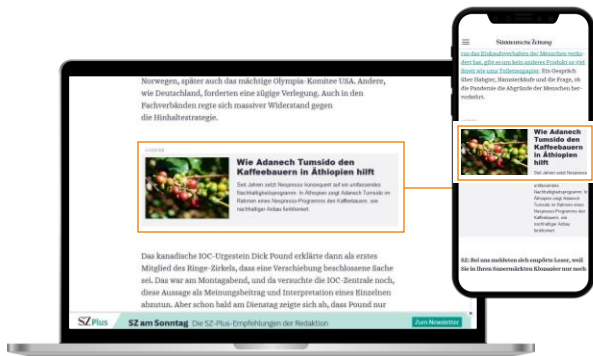 Norwegen, später auch das mächtige Olympia-Komitee USA. Andere,
wie Deutschland, forderten eine zügige Verlegung. Auch in den
Fachverbänden regte sich massiver Widerstand gegen
die Hinhaltestrategie.
ANZEIGE
Wie Adanech Tumsido den
Kaffeebauern in Äthiopien
hilft
Seit Jahren setzt Nespresso konsequent auf ein umfassendes
Nachhaltigkeitsprogramm. In Äthiopien zeigt Adanech Tumsido im
Rahmen eines Nespresso-Programms den Kaffeebauern, wie
nachhaltiger Anbau funktioniert.
Das kanadische IOC-Urgestein Dick Pound erklärte dann als erstes
Mitglied des Ringe-Zirkels, dass eine Verschiebung beschlossene Sache
sei. Das war am Montagabend, und da versuchte die IOC-Zentrale noch,
diese Aussage als Meinungsbeitrag und Interpretation eines Einzelnen
abzutun. Aber schon bald am Dienstag zeigte sich ab, dass Pound nur
SZ Plus SZ am Sonntag Die SZ-Plus-Empfehlungen der Redaktion Zum Newsletter
Süddeutsche Zeitung
rus das Einkaufsverhalten der Menschen verän-
dert hat, gibt es um kein anderes Produkt so viel
Streit wie ums Toilettenpapier. Ein Gespräch
über Habgier, Hamsterkäufe und die Frage, ob
die Pandemie die Abgründe der Menschen her-
vorkehrt.
Wie Adanech
Tumsido den
Kaffeebauern
in Äthiopien
hilft
Seit Jahren setzt Nespresso
umfassendes
Nachhaltigkeitsprogramm. In
Äthiopien zeigt Adanech
Tumsido im Rahmen eines
Nespresso-Programms den
Kaffeebauern, wie
nachhaltiger Anbau
funktioniert.
SZ: Bei uns meldeten sich empörte Leser, weil
Sie in Ihren Supermärkten Klopapier nur noch